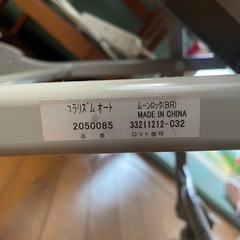 コラリズム オート ムーンロック(BR)
MADE IN CHINA
2050085 33211212-032
品番 ロット番号